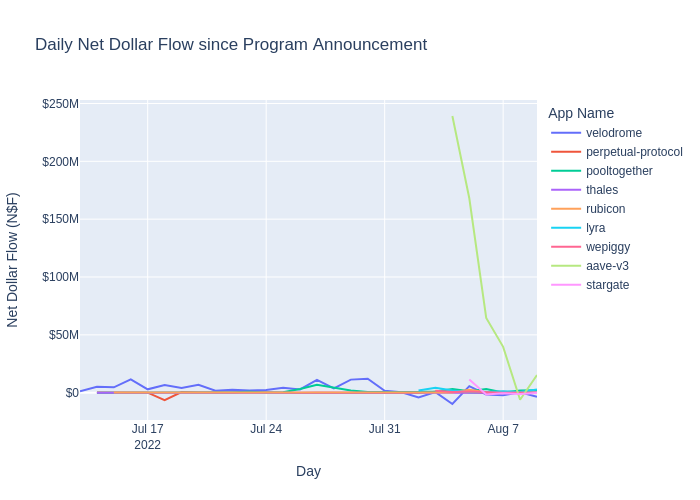 Daily Net Dollar Flow since Program Announcement
Net Dollar Flow (N$F)
$250M
$200M
$150M
$100M
$50M
$0
Jul 17
2022
Jul 24
Jul 31
Aug 7
Day
App Name
velodrome
perpetual-protocol
pooltogether
thales
rubicon
lyra
wepiggy
aave-v3
stargate